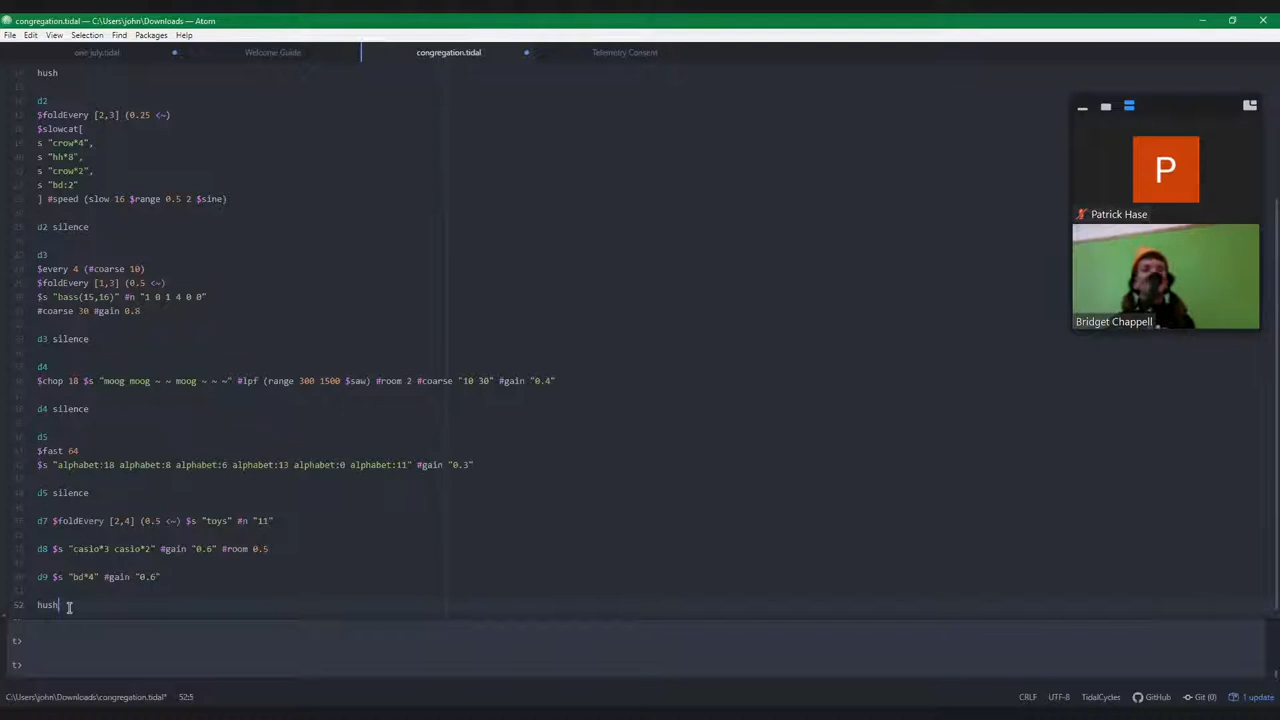 congregation.tidal — C:\Users\john\Downloads — Atom
File Edit View Selection Find Packages Help
one_july.tidal Welcome Guide congregation.tidal Telemetry Consent
hush
d2
$foldEvery [2,3] (0.25 <~)
$slowcat[
s "crow*4",
s "hh*8",
s "crow*2",
s "bd:2"
] #speed (slow 16 $range 0.5 2 $sine)
d2 silence
d3
$every 4 (#coarse 10)
$foldEvery [1,3] (0.5 <~)
$s "bass(15,16)" #n "1 0 1 4 0 0"
#coarse 30 #gain 0.8
d3 silence
d4
$chop 18 $s "moog moog ~ ~ moog ~ ~ ~" #lpf (range 300 1500 $saw) #room 2 #coarse "10 30" #gain "0.4"
d4 silence
d5
$fast 64
$s "alphabet:18 alphabet:8 alphabet:6 alphabet:13 alphabet:0 alphabet:11" #gain "0.3"
d5 silence
d7 $foldEvery [2,4] (0.5 <~) $s "toys" #n "11"
d8 $s "casio*3 casio*2" #gain "0.6" #room 0.5
d9 $s "bd*4" #gain "0.6"
52 hush
t>
t>
C:\Users\john\Downloads\congregation.tidal* 52:5
CRLF UTF-8 TidalCycles GitHub Git (0) 1 update
P
Patrick Hase
Bridget Chappell